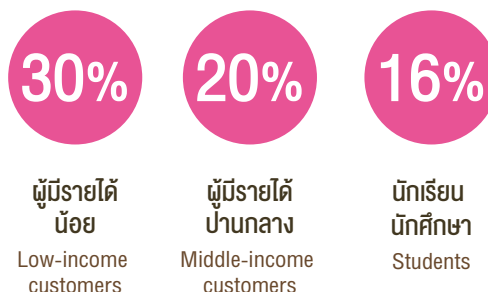 30%
ผู้มีรายได้
น้อย
Low-income
customers
20%
ผู้มีรายได้
ปานกลาง
Middle-income
customers
16%
นักเรียน
นักศึกษา
Students